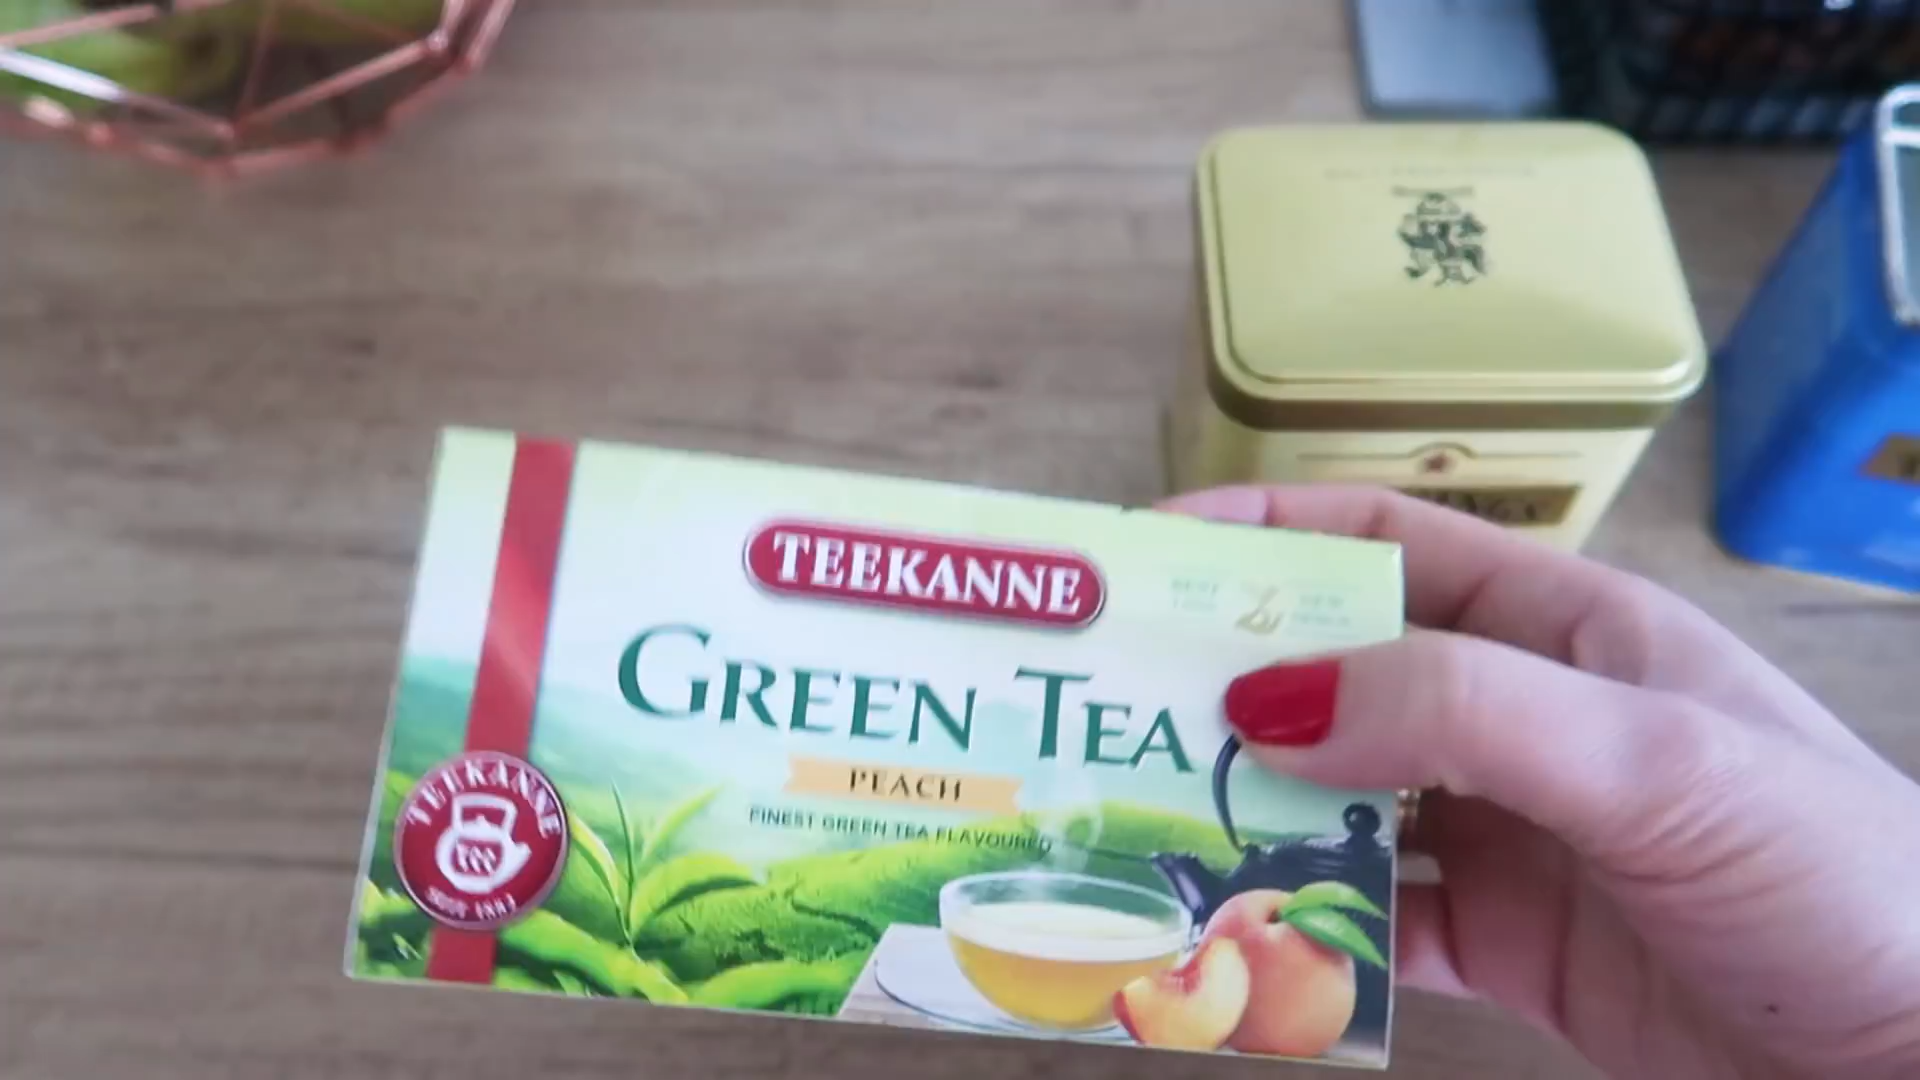 TEEKANNE
GREEN TEA
PEACH
FINEST GREEN TEA FLAVOURED
TEEKANNE